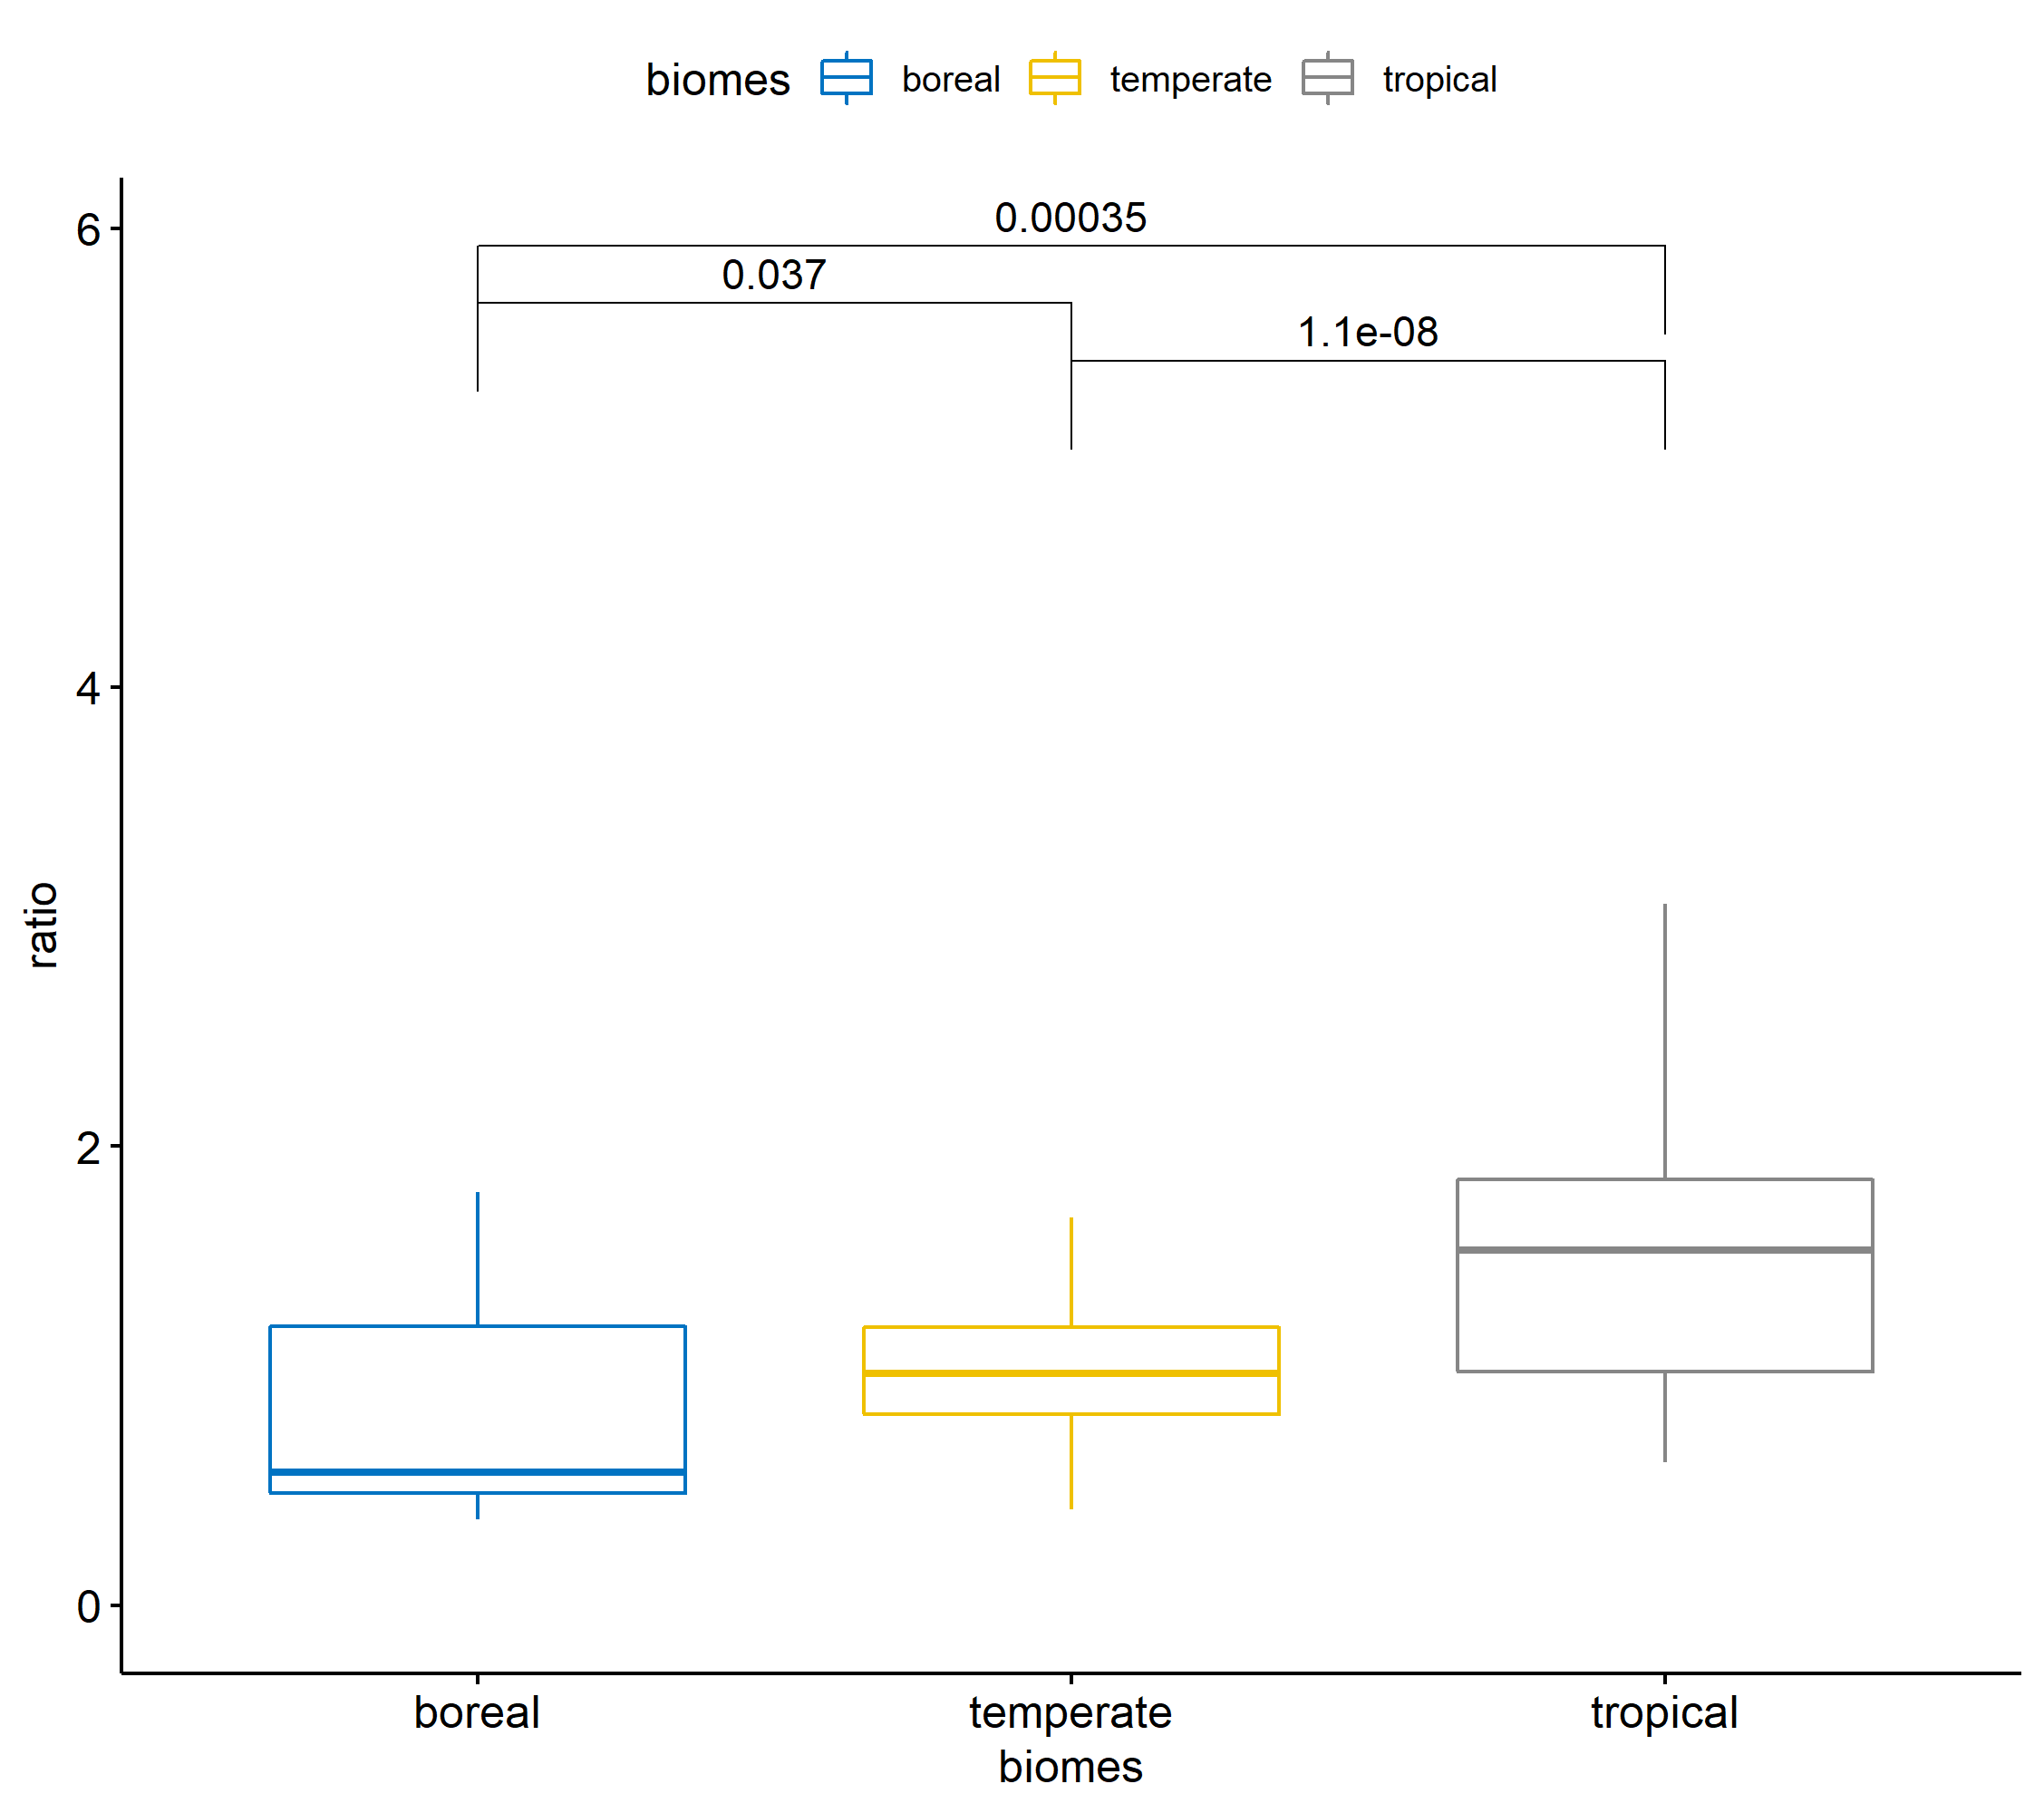 biomes boreal temperate tropical
6
0.00035
0.037
1.1e-08
4
ratio
2
0
boreal temperate tropical
biomes